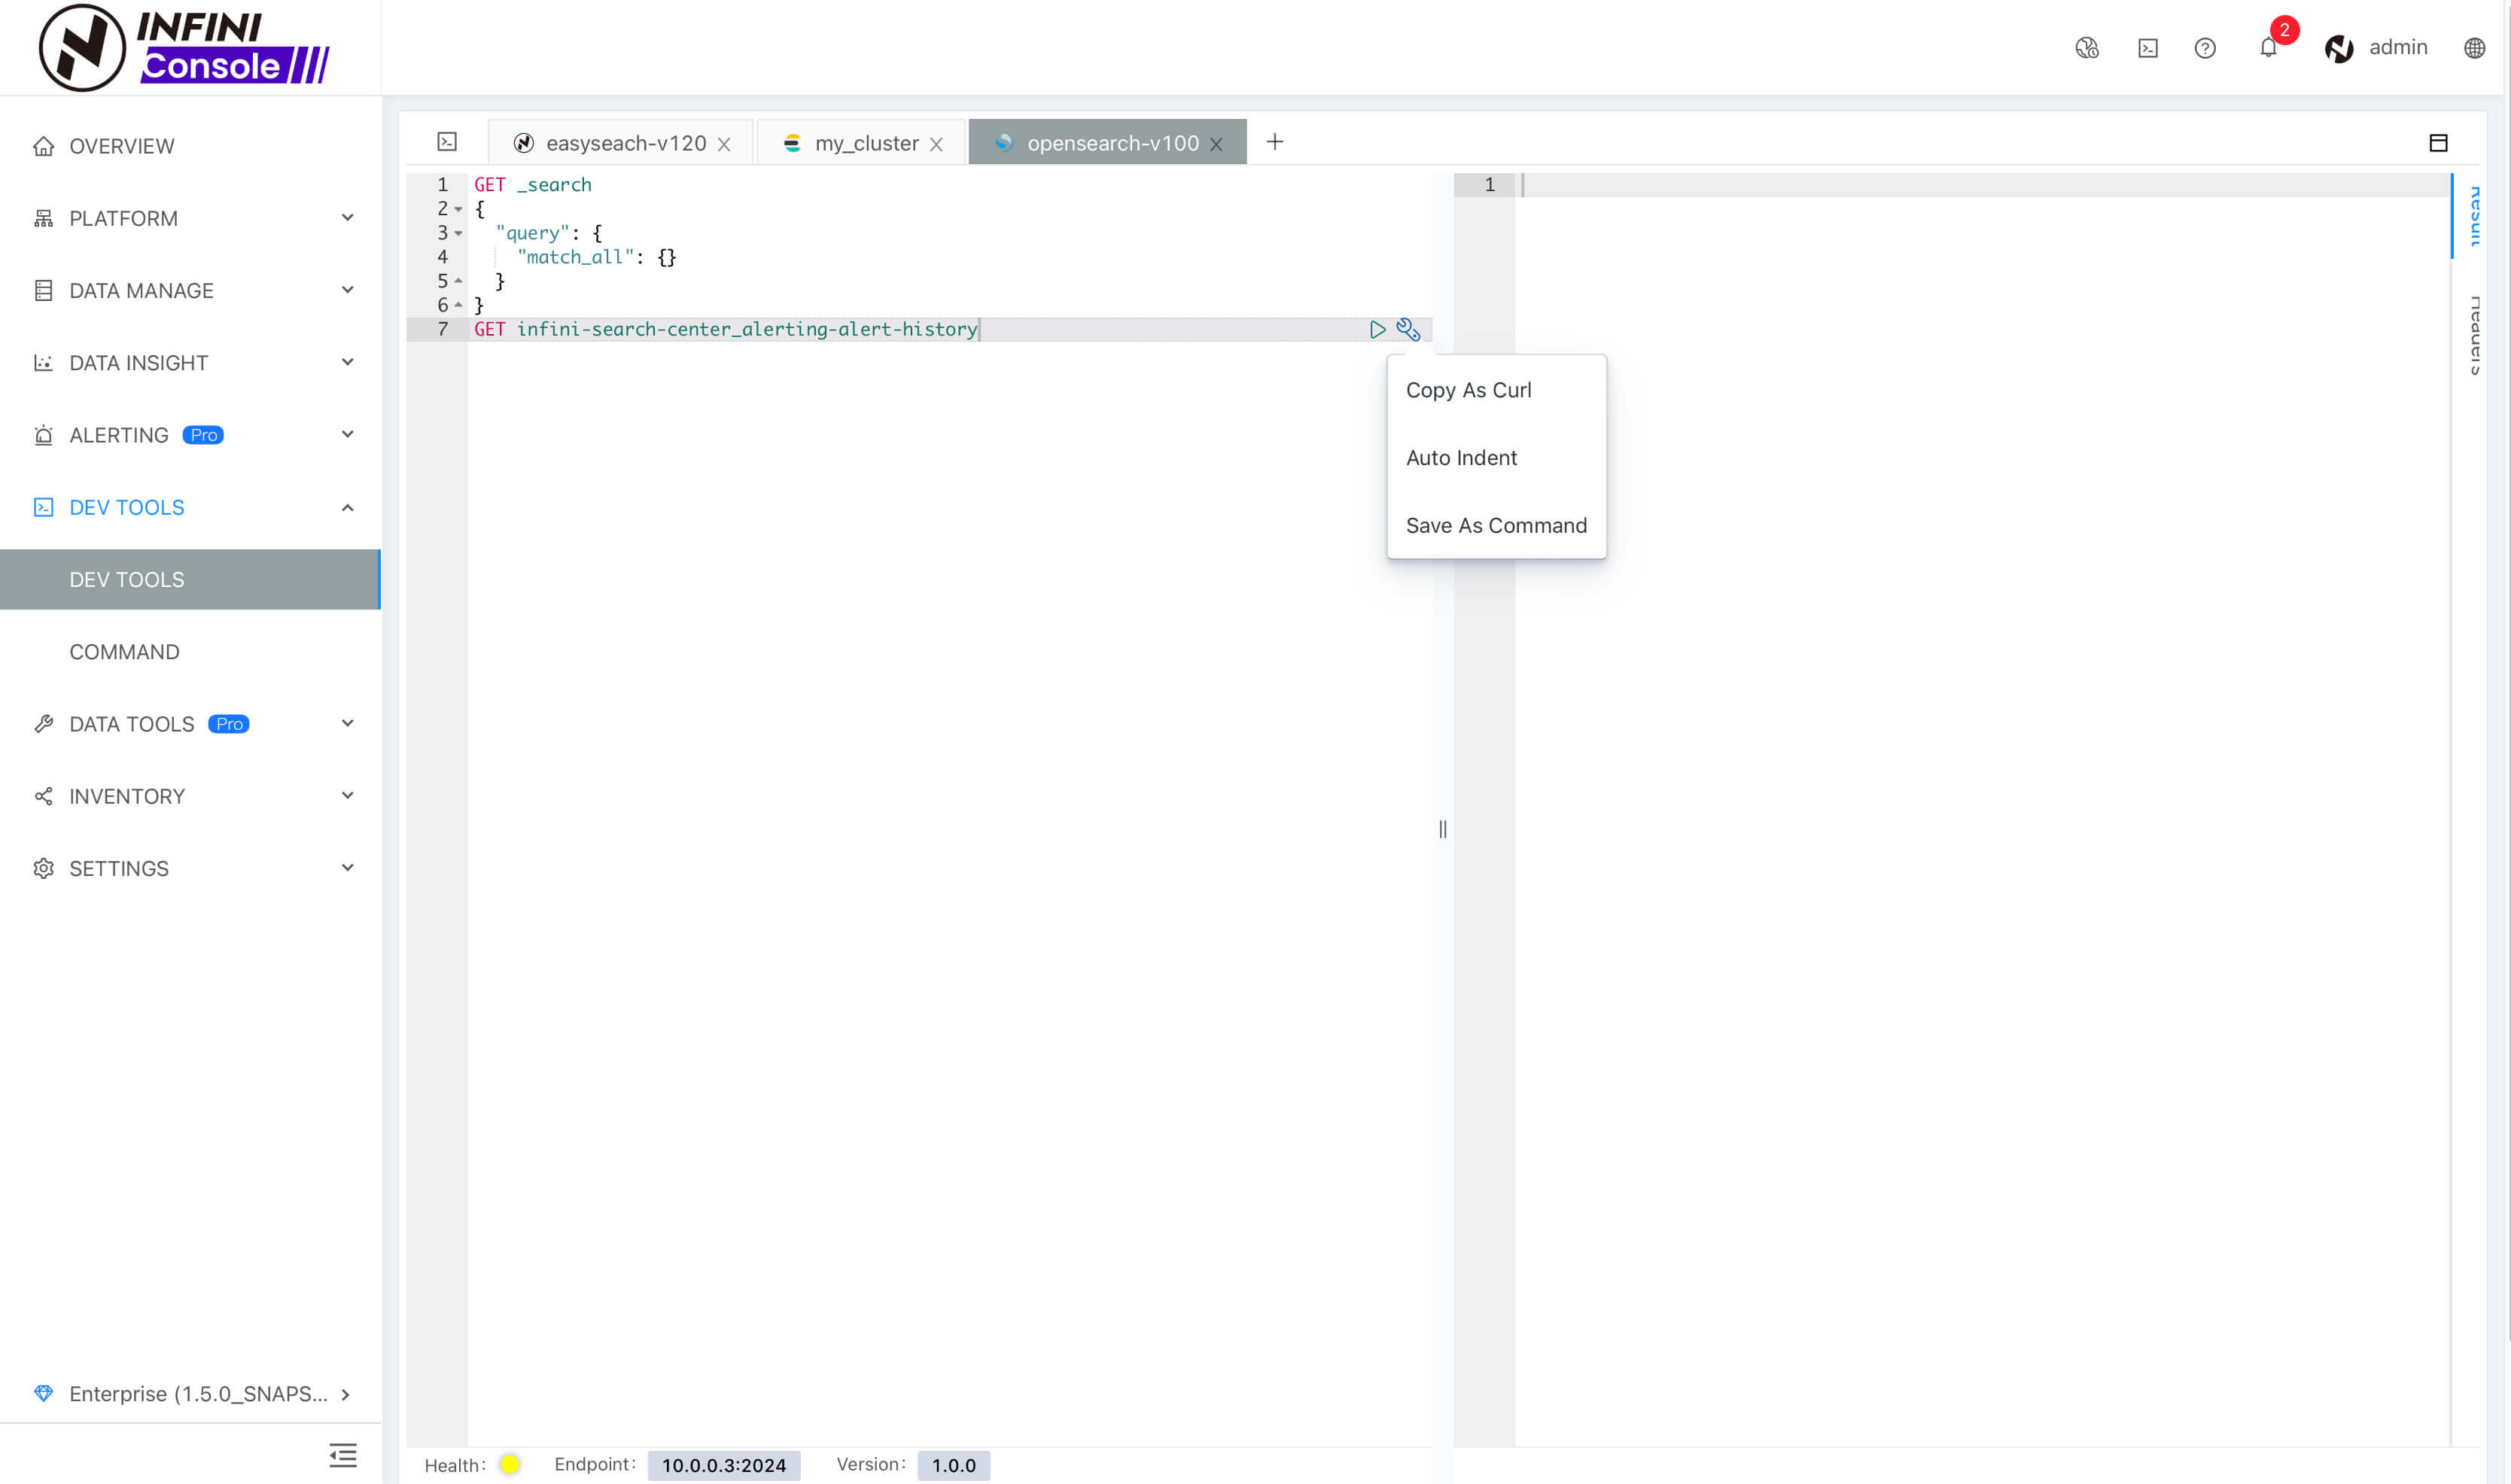 INFINI
Console
2
admin
OVERVIEW
PLATFORM
DATA MANAGE
DATA INSIGHT
ALERTING Pro
DEV TOOLS
DEV TOOLS
COMMAND
DATA TOOLS Pro
INVENTORY
SETTINGS
Enterprise (1.5.0_SNAPS...
easyseach-v120
my_cluster
opensearch-v100
1 GET _search
2 {
3 "query": {
4 "match_all": {}
5 }
6 }
7 GET infini-search-center_alerting-alert-history
Copy As Curl
Auto Indent
Save As Command
1
Result
Headers
Health:
Endpoint: 10.0.0.3:2024
Version: 1.0.0